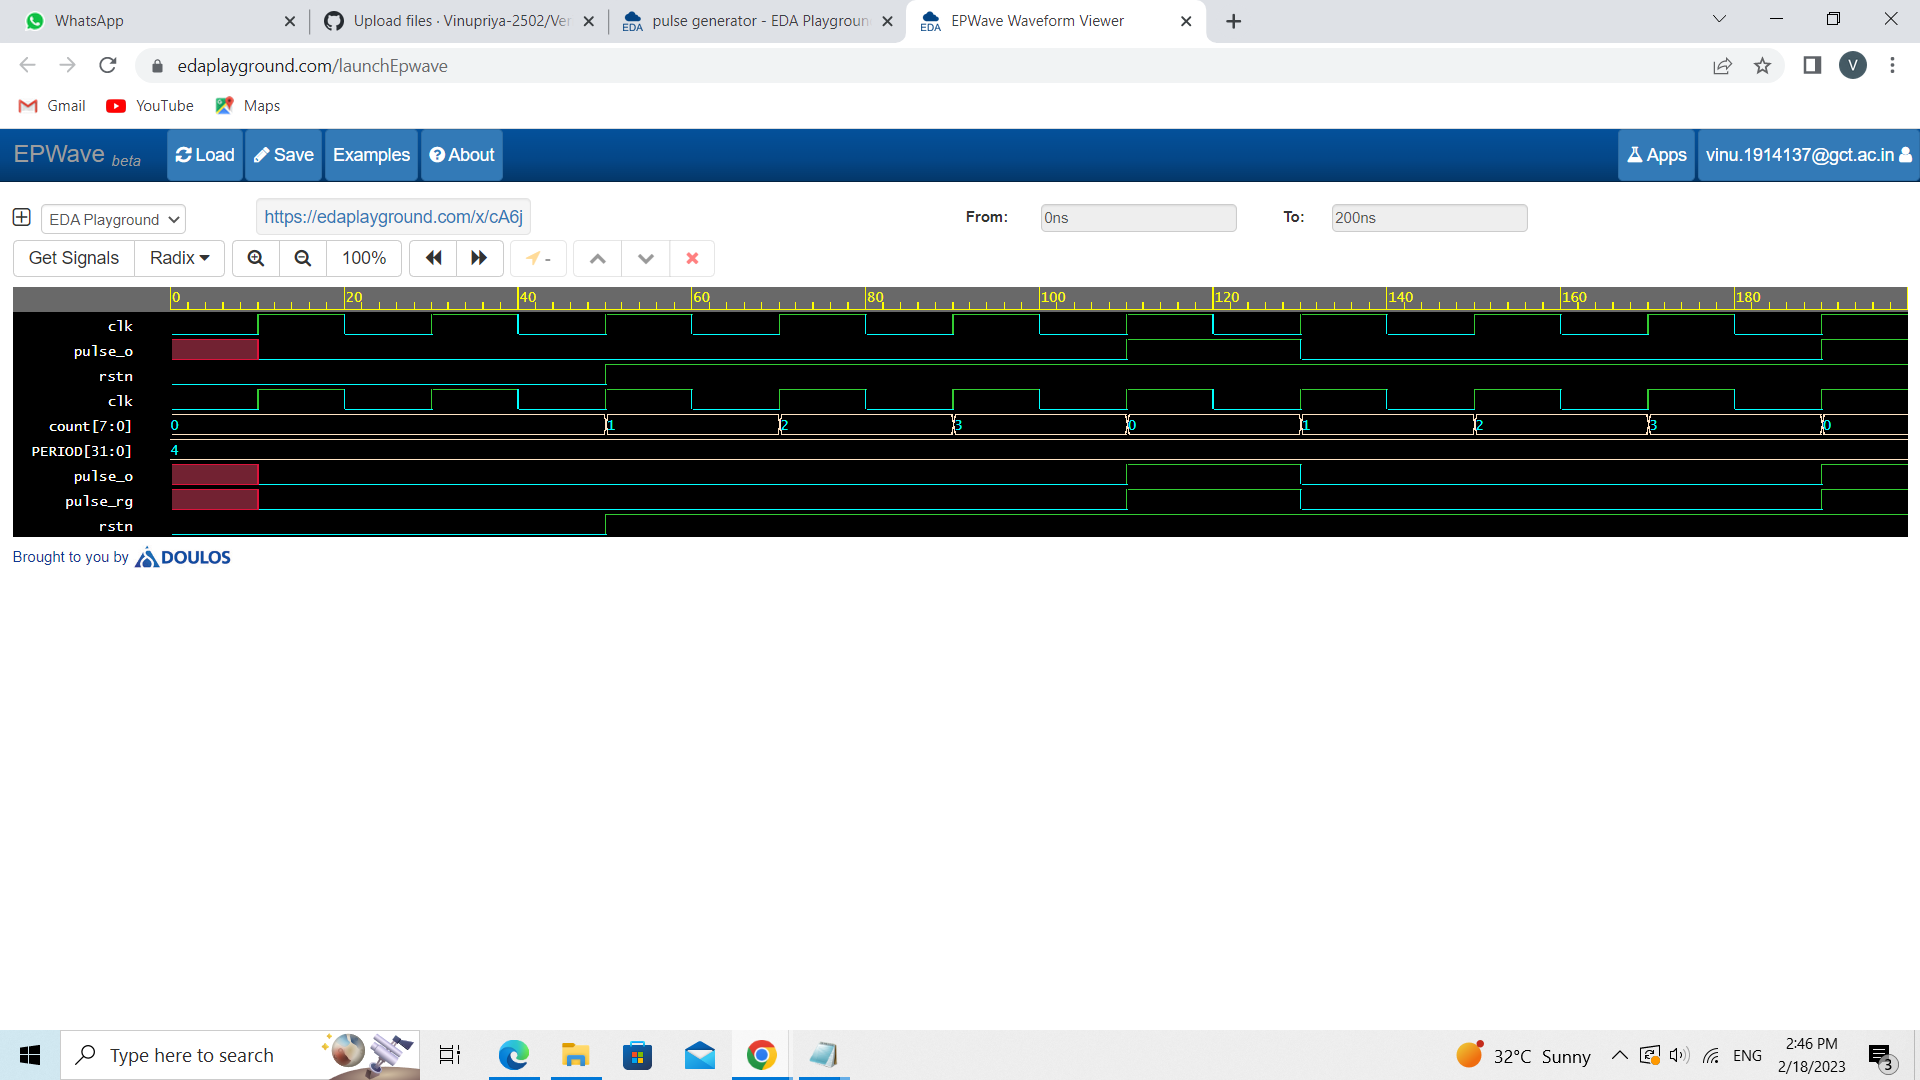 WhatsApp
Upload files · Vinupriya-2502/Ver
pulse generator - EDA Playground
EPWave Waveform Viewer
edaplayground.com/launchEpwave
V
Gmail
YouTube
Maps
EPWave beta
Load
Save
Examples
About
Apps
vinu.1914137@gct.ac.in
EDA Playground
https://edaplayground.com/x/cA6j
From:
0ns
To:
200ns
Get Signals
Radix
100%
-
0 20 40 60 80 100 120 140 160 180
clk
pulse_o
rstn
clk
count[7:0] 0 1 2 3 0 1 2 3 0
PERIOD[31:0] 4
pulse_o
pulse_rg
rstn
Brought to you by DOULOS
Type here to search
32°C Sunny
ENG
2:46 PM
2/18/2023
3